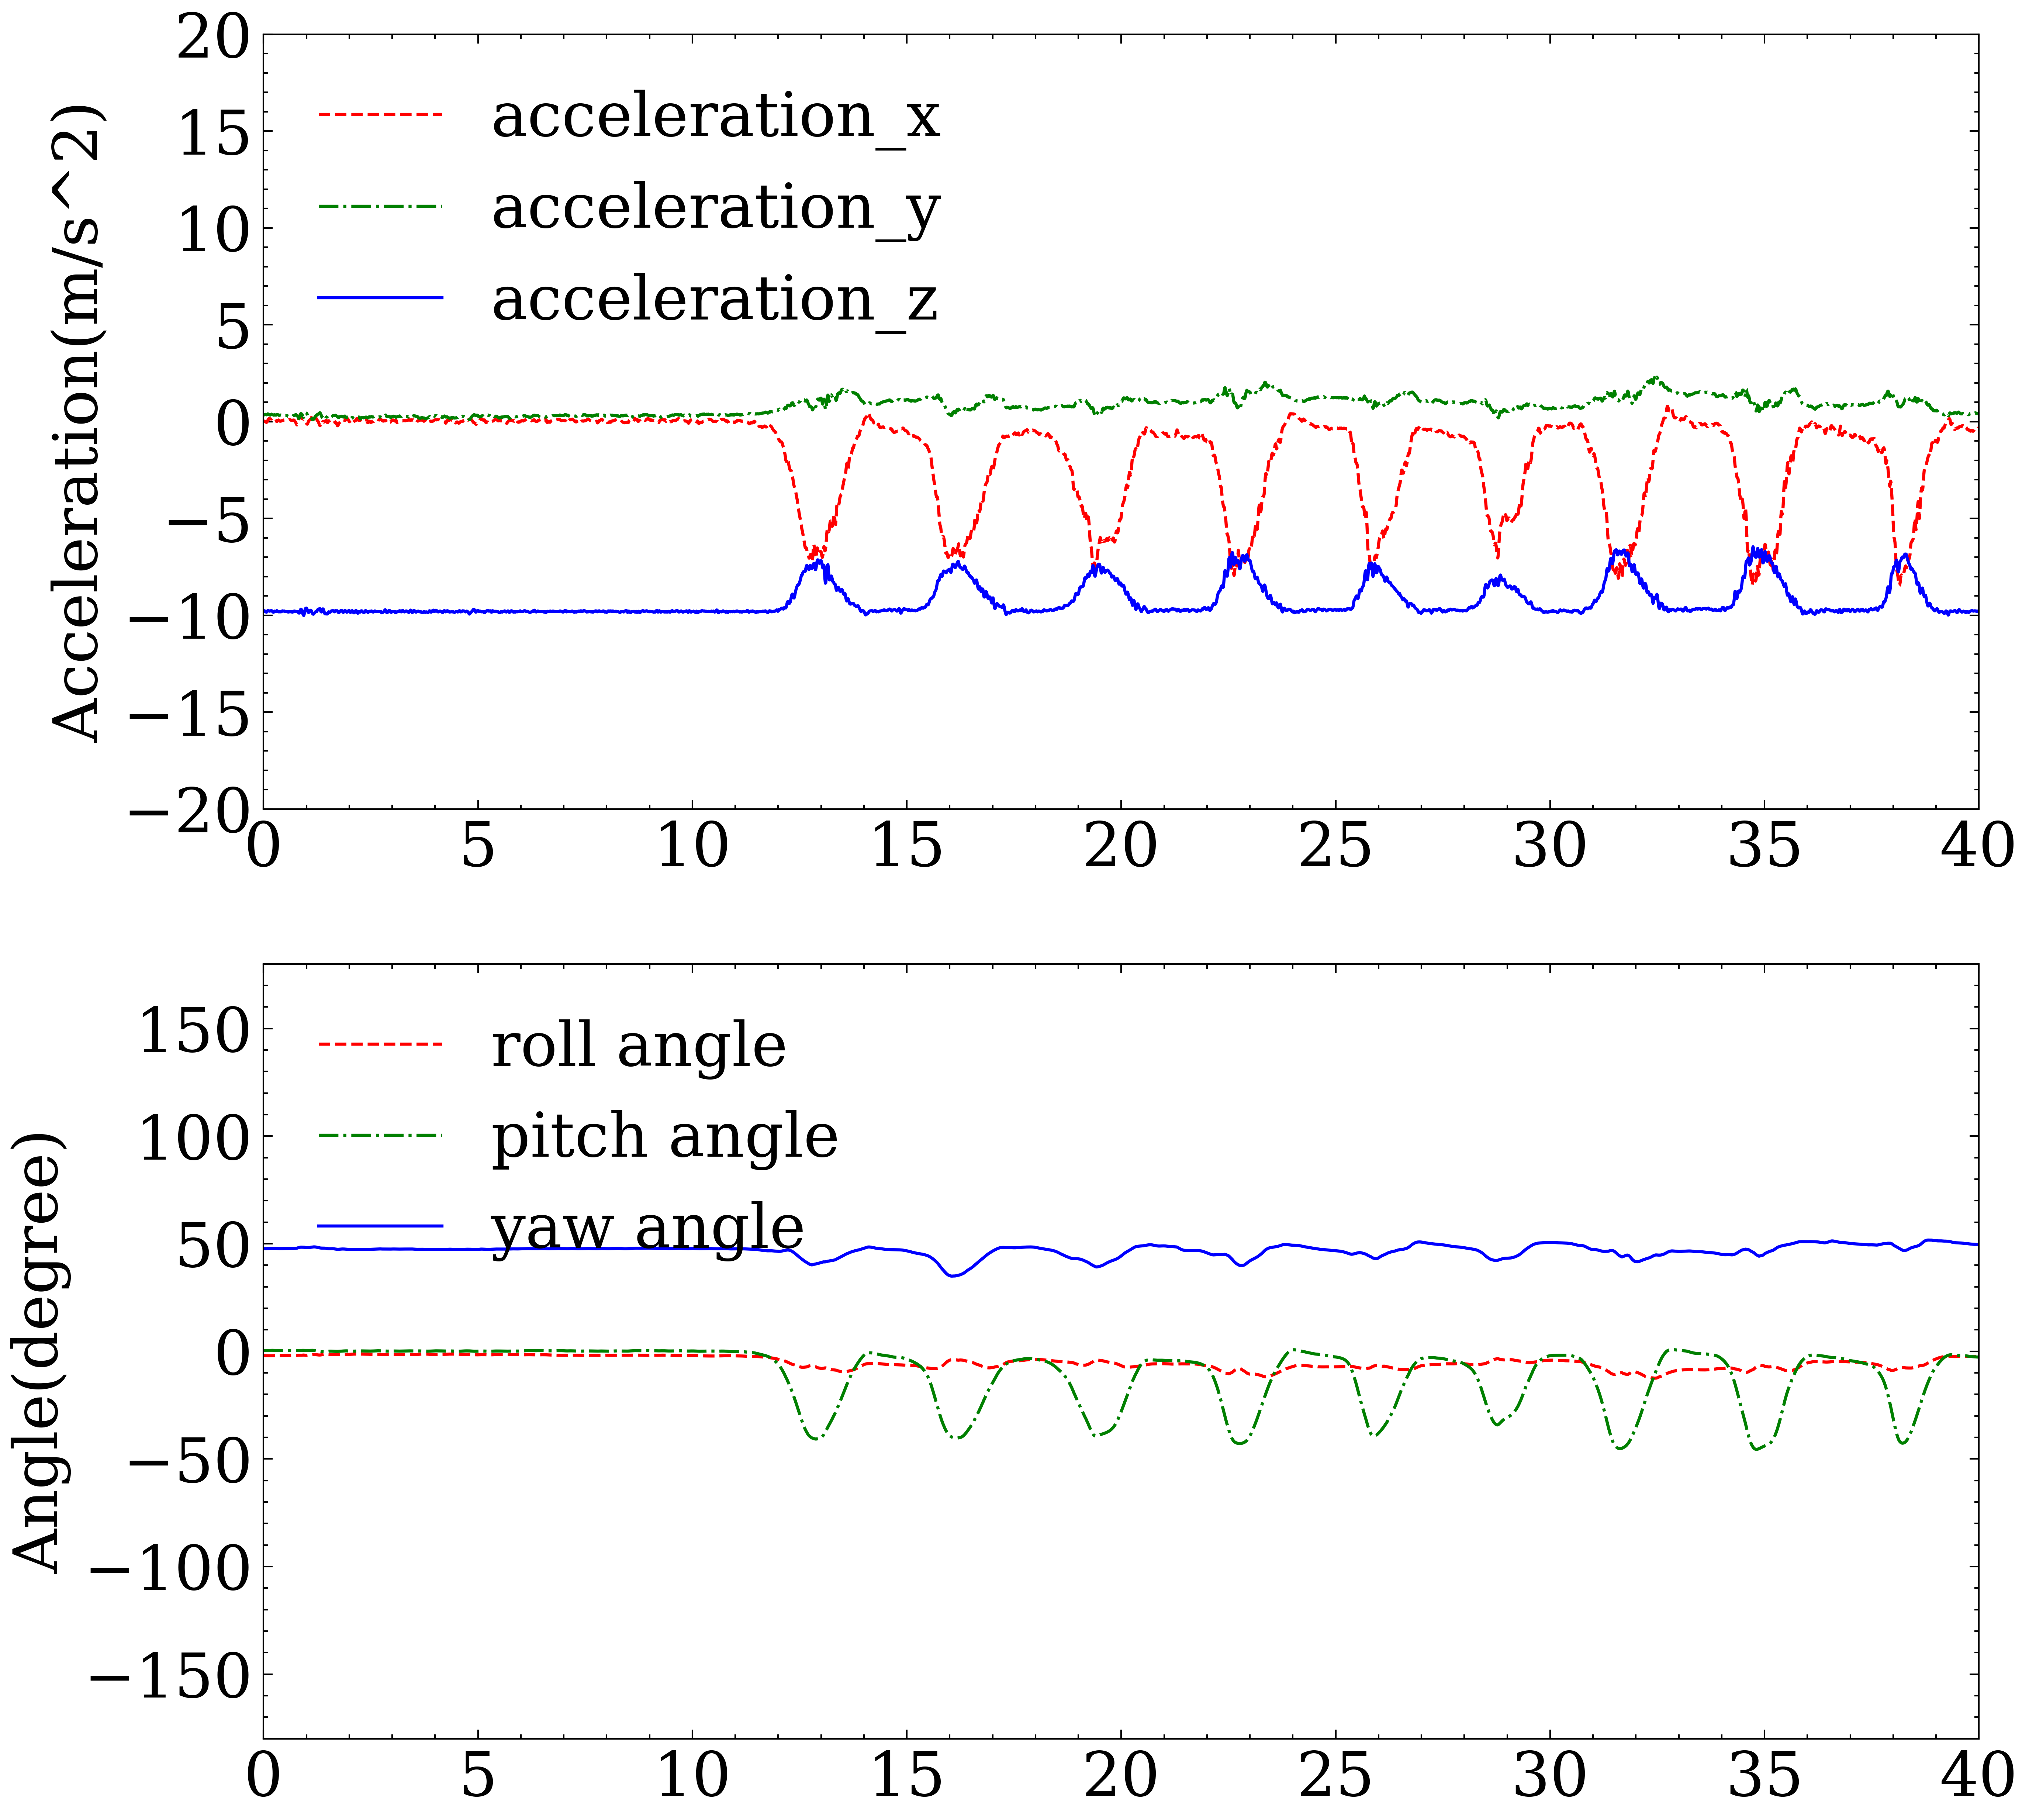 Acceleration(m/s^2)
20
15
10
5
0
−5
−10
−15
−20
acceleration_x
acceleration_y
acceleration_z
0 5 10 15 20 25 30 35 40
Angle(degree)
150
100
50
0
−50
−100
−150
roll angle
pitch angle
yaw angle
0 5 10 15 20 25 30 35 40